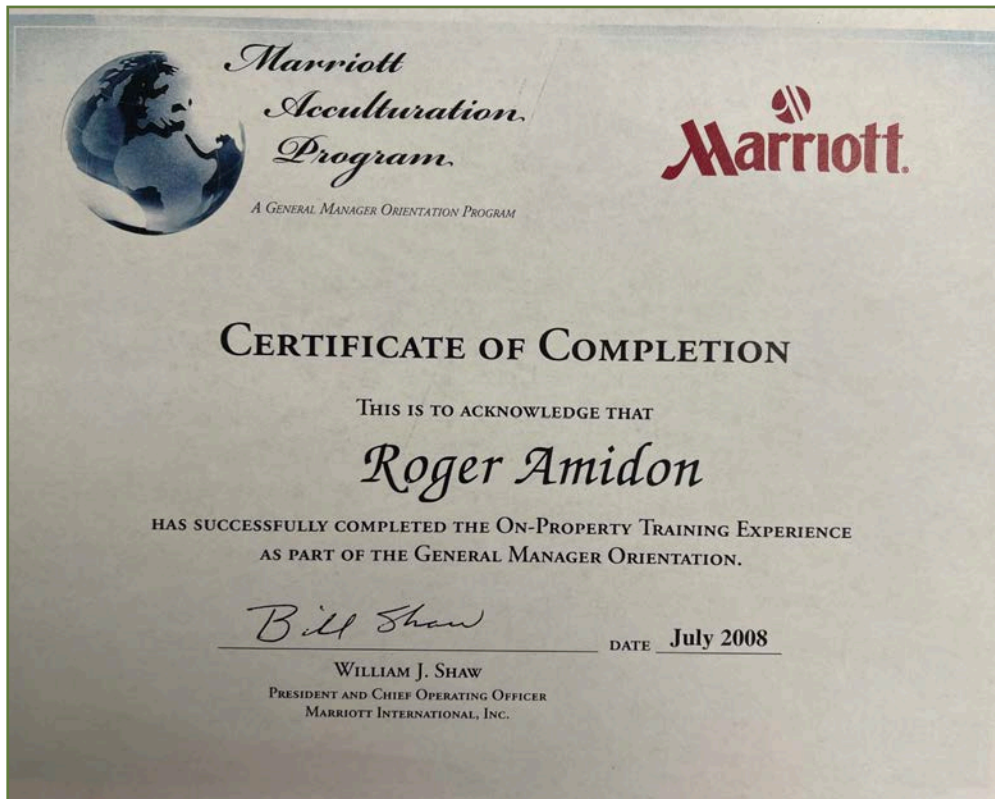 Marriott
Acculturation
Program
A General Manager Orientation Program
Marriott.
Certificate of Completion
This is to acknowledge that
Roger Amidon
has successfully completed the On-Property Training Experience
as part of the General Manager Orientation.
Bill Shaw
Date July 2008
William J. Shaw
President and Chief Operating Officer
Marriott International, Inc.